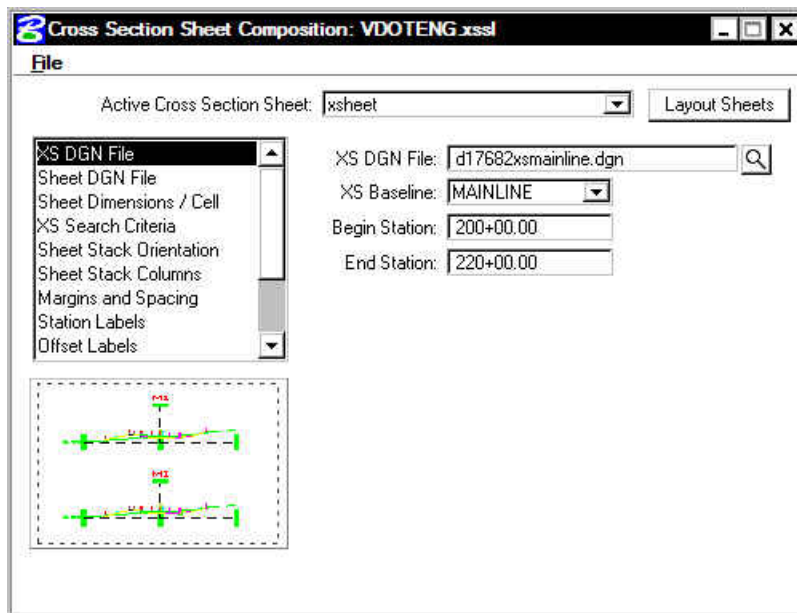 Cross Section Sheet Composition: VDOTENG.xssl
File
Active Cross Section Sheet: xsheet Layout Sheets
XS DGN File
Sheet DGN File
Sheet Dimensions / Cell
XS Search Criteria
Sheet Stack Orientation
Sheet Stack Columns
Margins and Spacing
Station Labels
Offset Labels
XS DGN File: d17682xsmainline.dgn
XS Baseline: MAINLINE
Begin Station: 200+00.00
End Station: 220+00.00